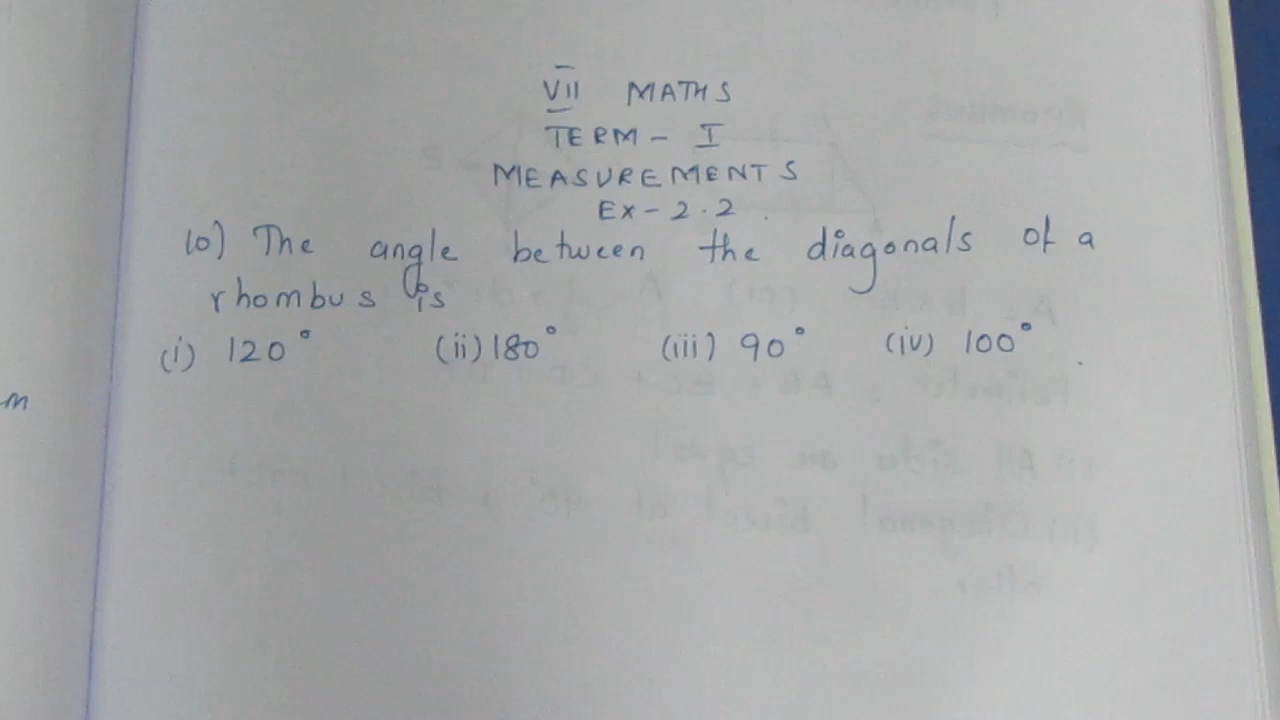 VII MATHS
TERM - I
MEASUREMENTS
EX - 2.2
10) The angle between the diagonals of a
rhombus is
(i) 120° (ii) 180° (iii) 90° (iv) 100°
m